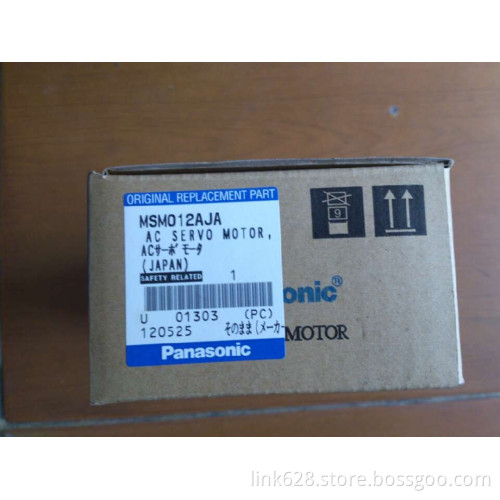 ORIGINAL REPLACEMENT PART
MSM012AJA
AC SERVO MOTOR,
ACサーボモータ
(JAPAN)
SAFETY RELATED 1
U 01303 (PC)
120525 そのまま(メーカー
Panasonic
9
onic®
MOTOR
link628.store.bossgoo.com